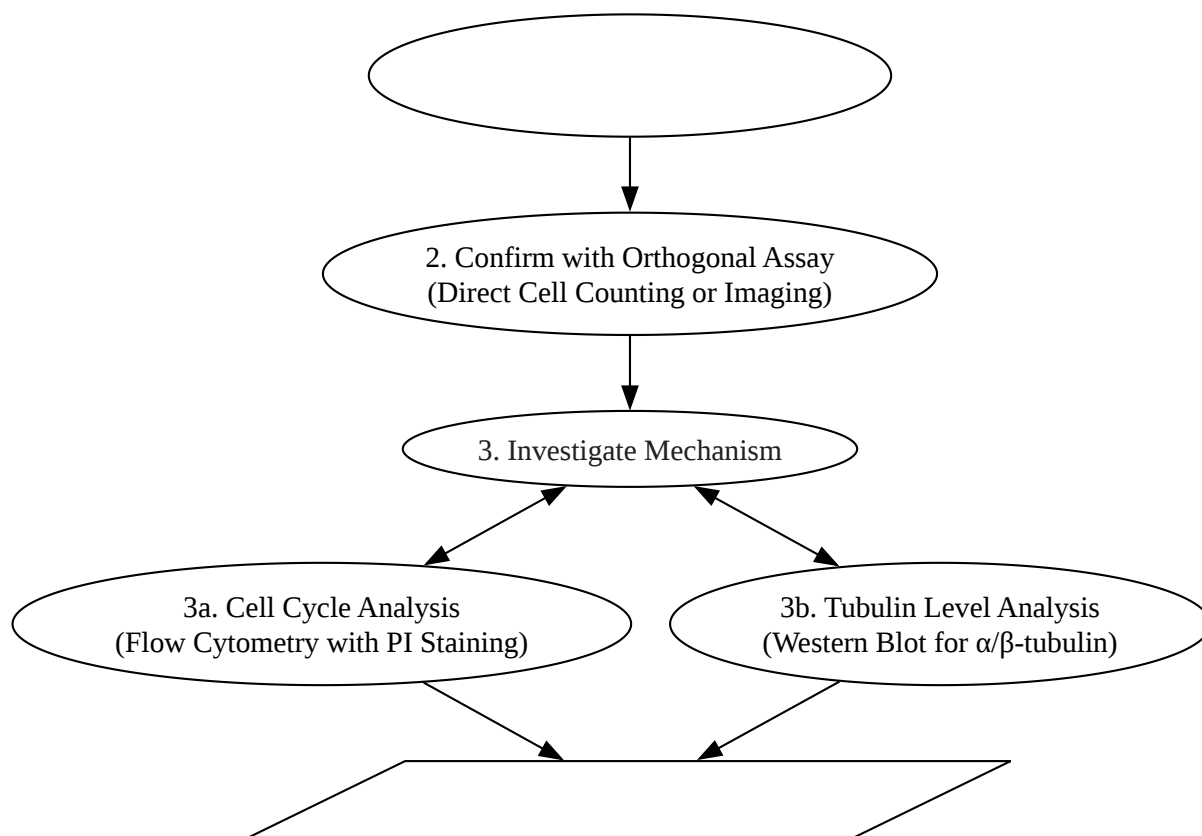 2. Confirm with Orthogonal Assay
(Direct Cell Counting or Imaging)
3. Investigate Mechanism
3a. Cell Cycle Analysis
(Flow Cytometry with PI Staining)
3b. Tubulin Level Analysis
(Western Blot for α/β-tubulin)